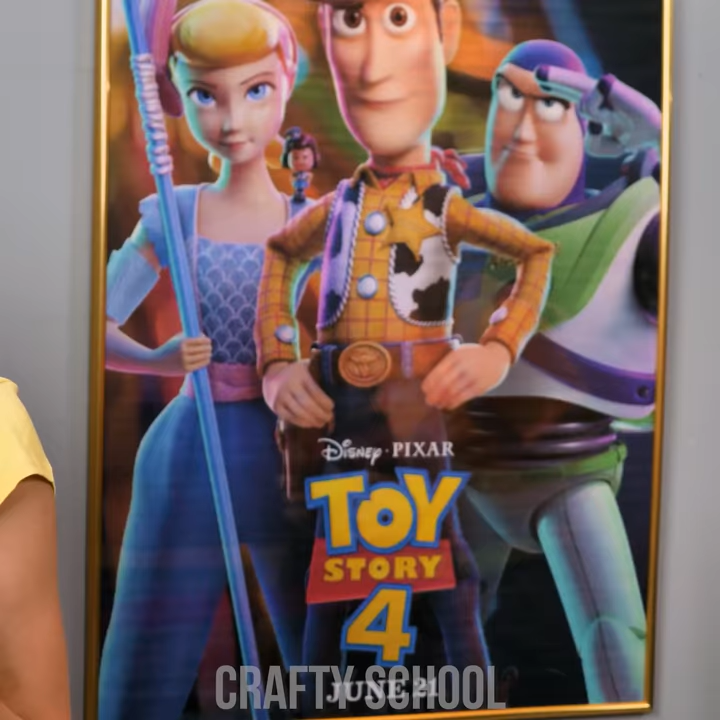 DISNEY · PIXAR
TOY
STORY
4
CRAFTY SCHOOL
JUNE 21